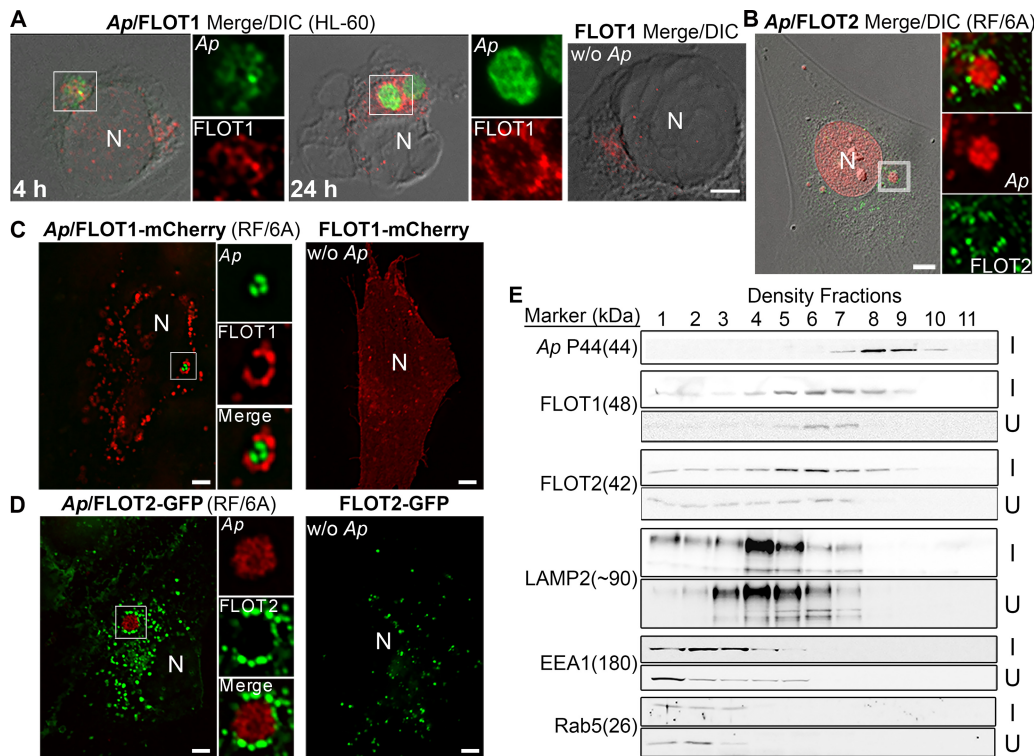 A
Ap/FLOT1 Merge/DIC (HL-60)
Ap
FLOT1
N
4 h
Ap
FLOT1
N
24 h
FLOT1 Merge/DIC
w/o Ap
N
B
Ap/FLOT2 Merge/DIC (RF/6A)
N
Ap
FLOT2
C
Ap/FLOT1-mCherry (RF/6A)
N
Ap
FLOT1
Merge
FLOT1-mCherry
w/o Ap
N
D
Ap/FLOT2-GFP (RF/6A)
N
Ap
FLOT2
Merge
FLOT2-GFP
w/o Ap
N
E
Density Fractions
Marker (kDa) 1 2 3 4 5 6 7 8 9 10 11
Ap P44(44) I
FLOT1(48) I
U
FLOT2(42) I
U
LAMP2(~90) I
U
EEA1(180) I
U
Rab5(26) I
U